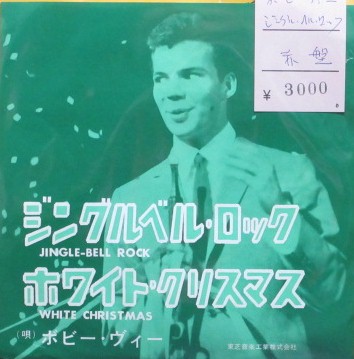 赤盤
¥ 3000.
ジングルベル・ロック
JINGLE-BELL ROCK
ホワイト・クリスマス
WHITE CHRISTMAS
(唄) ボビー・ヴィー
東芝音楽工業株式会社